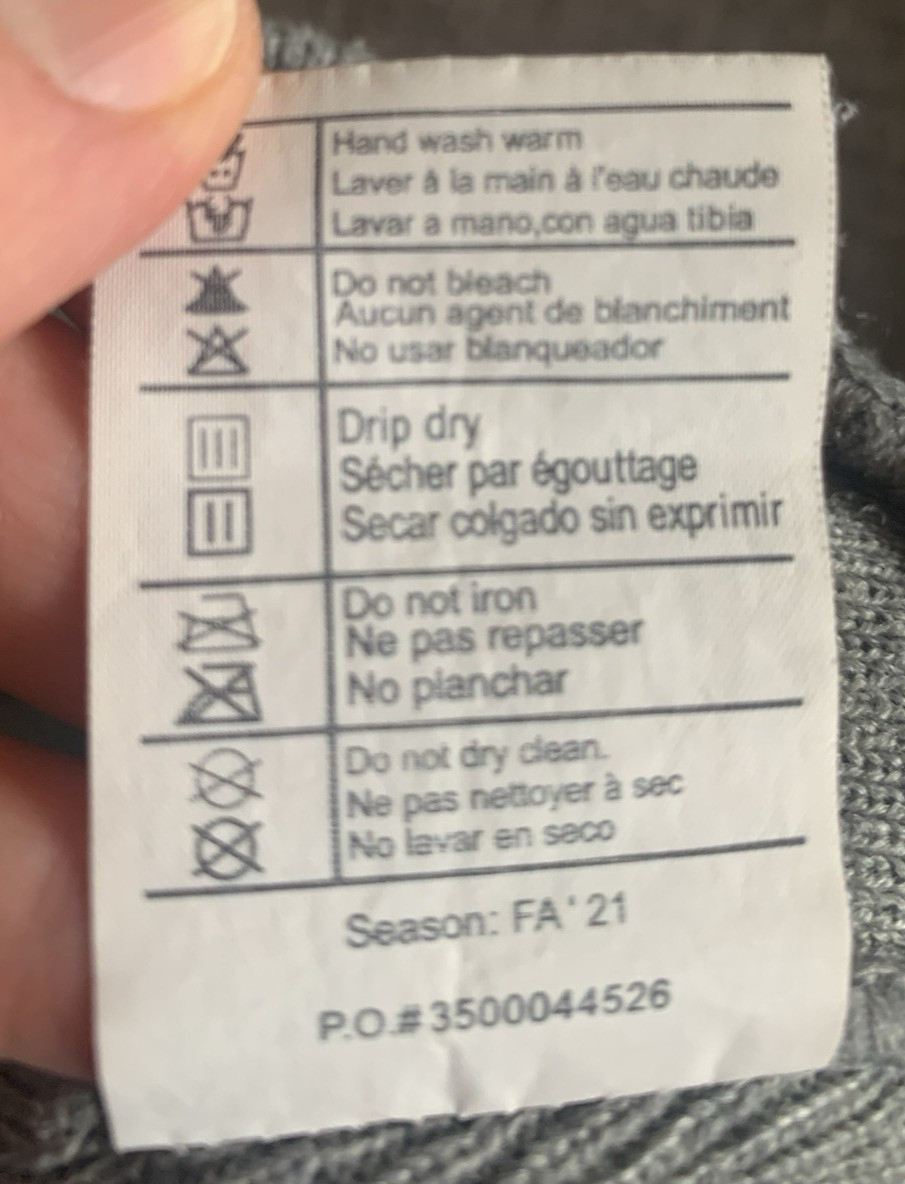 Hand wash warm
Laver à la main à l'eau chaude
Lavar a mano,con agua tibia
Do not bleach
Aucun agent de blanchiment
No usar blanqueador
Drip dry
Sécher par égouttage
Secar colgado sin exprimir
Do not iron
Ne pas repasser
No planchar
Do not dry clean.
Ne pas nettoyer à sec
No lavar en seco
Season: FA'21
P.O.#3500044526